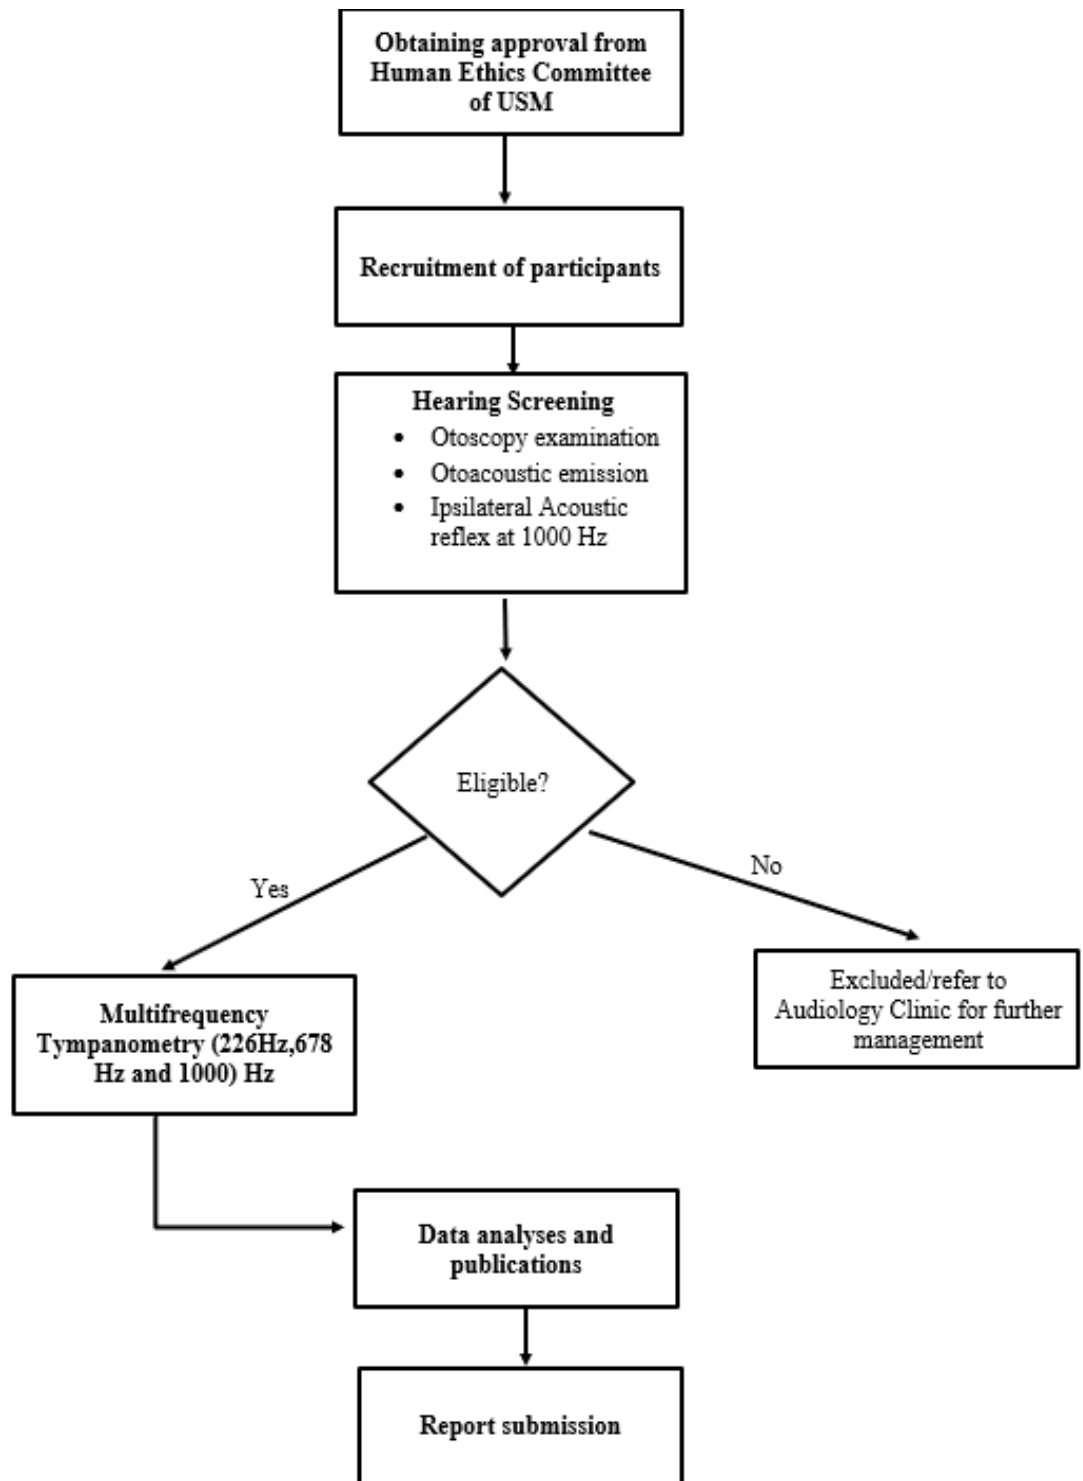 Obtaining approval from
Human Ethics Committee
of USM
Recruitment of participants
Hearing Screening
• Otoscopy examination
• Otoacoustic emission
• Ipsilateral Acoustic
reflex at 1000 Hz
Eligible?
Yes
No
Multifrequency
Tympanometry (226Hz,678
Hz and 1000) Hz
Excluded/refer to
Audiology Clinic for further
management
Data analyses and
publications
Report submission